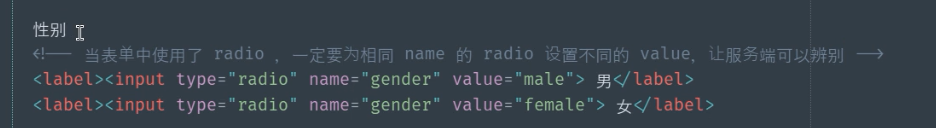 性别
<!-- 当表单中使用了 radio ，一定要为相同 name 的 radio 设置不同的 value，让服务端可以辨别 -->
<label><input type="radio" name="gender" value="male"> 男</label>
<label><input type="radio" name="gender" value="female"> 女</label>